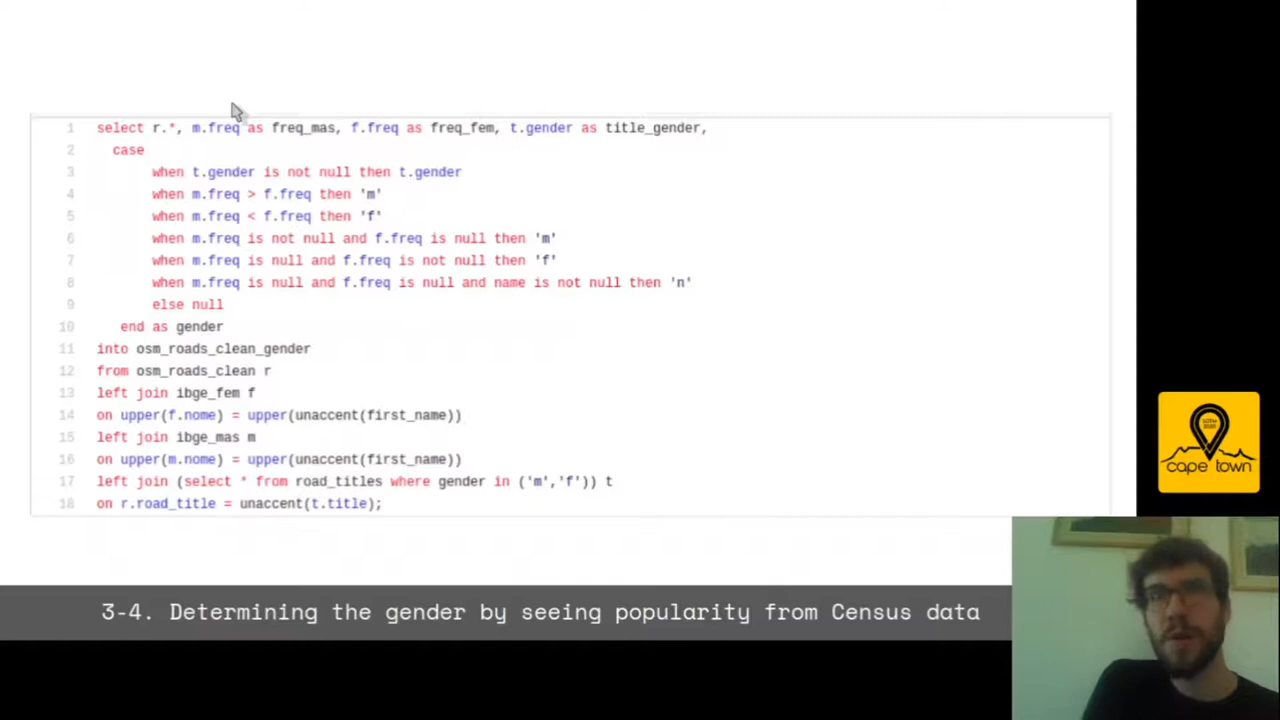 1 select r.*, m.freq as freq_mas, f.freq as freq_fem, t.gender as title_gender,
2 case
3 when t.gender is not null then t.gender
4 when m.freq > f.freq then 'm'
5 when m.freq < f.freq then 'f'
6 when m.freq is not null and f.freq is null then 'm'
7 when m.freq is null and f.freq is not null then 'f'
8 when m.freq is null and f.freq is null and name is not null then 'n'
9 else null
10 end as gender
11 into osm_roads_clean_gender
12 from osm_roads_clean r
13 left join ibge_fem f
14 on upper(f.nome) = upper(unaccent(first_name))
15 left join ibge_mas m
16 on upper(m.nome) = upper(unaccent(first_name))
17 left join (select * from road_titles where gender in ('m','f')) t
18 on r.road_title = unaccent(t.title);
cape town
3-4. Determining the gender by seeing popularity from Census data